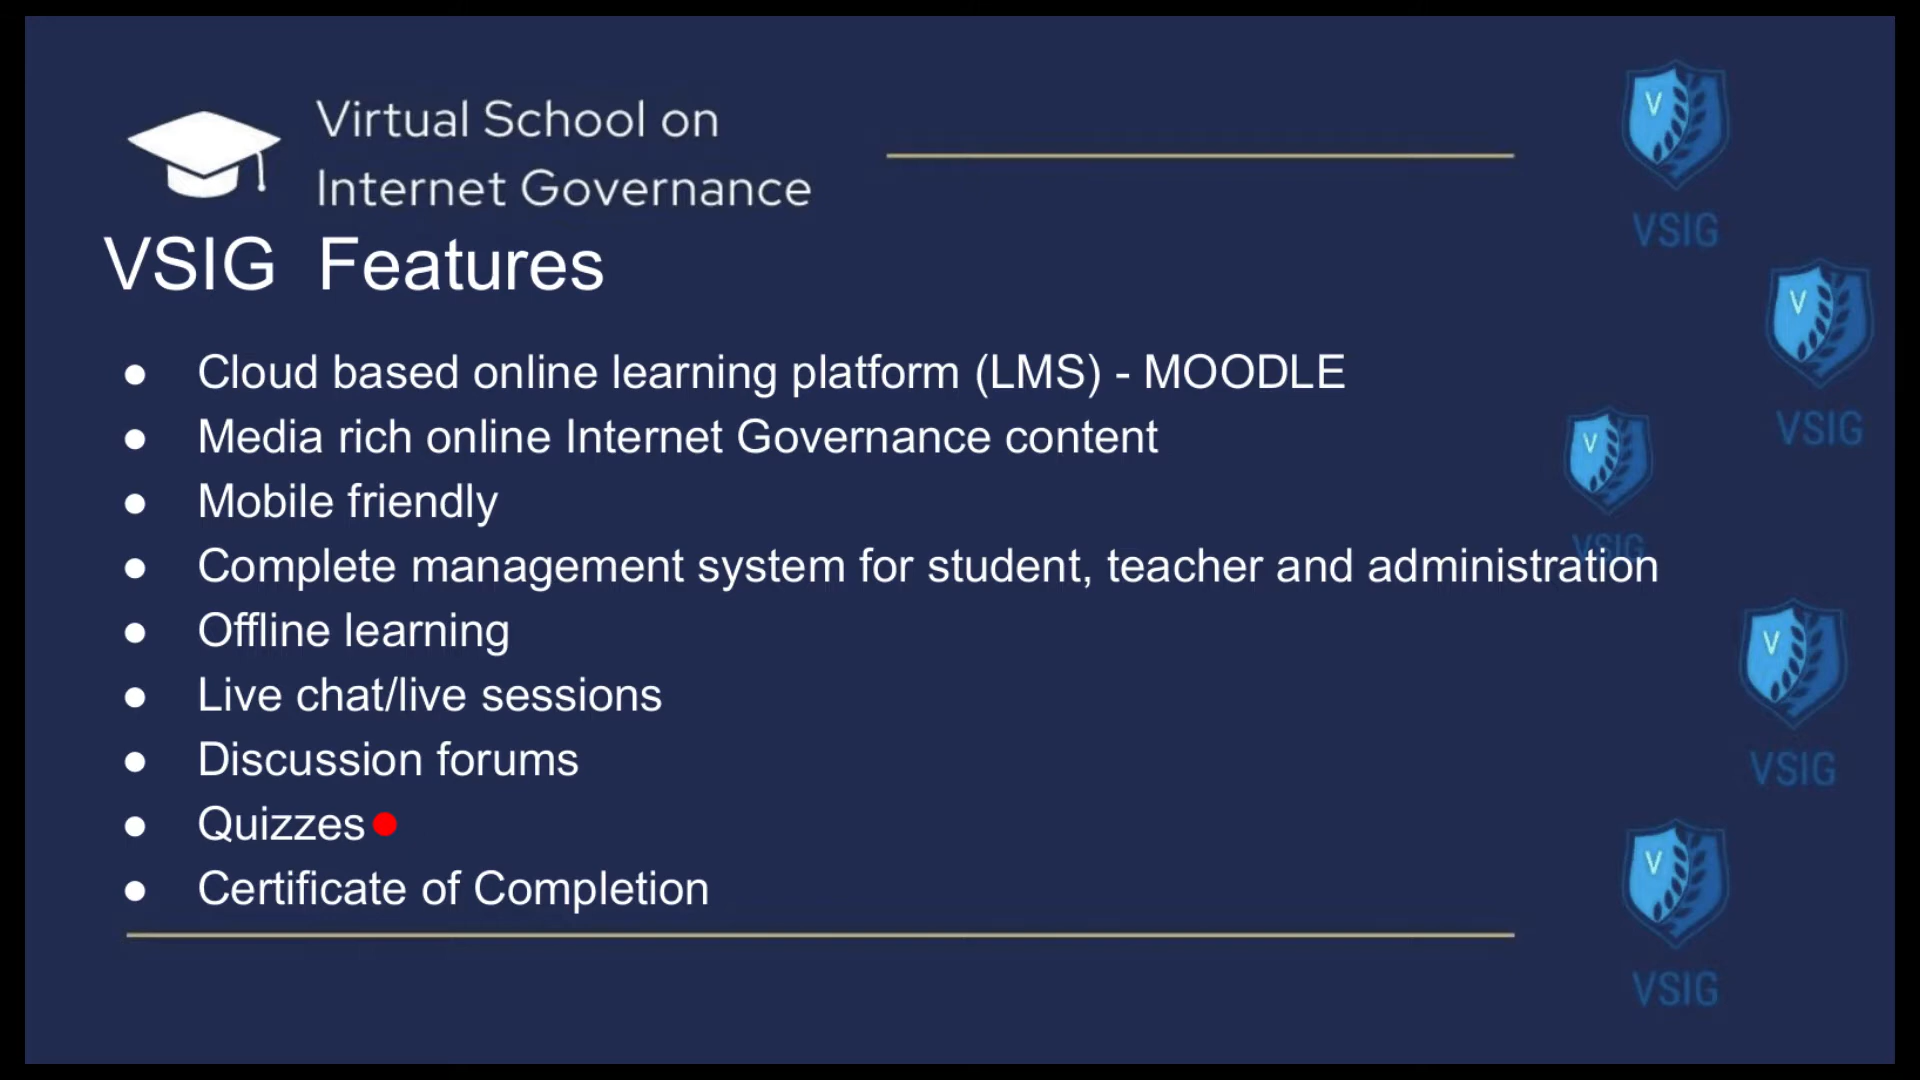 Virtual School on
Internet Governance
VSIG
VSIG Features
VSIG
● Cloud based online learning platform (LMS) - MOODLE
● Media rich online Internet Governance content
● Mobile friendly
VSIG
● Complete management system for student, teacher and administration
● Offline learning
● Live chat/live sessions
● Discussion forums
VSIG
● Quizzes
● Certificate of Completion
VSIG